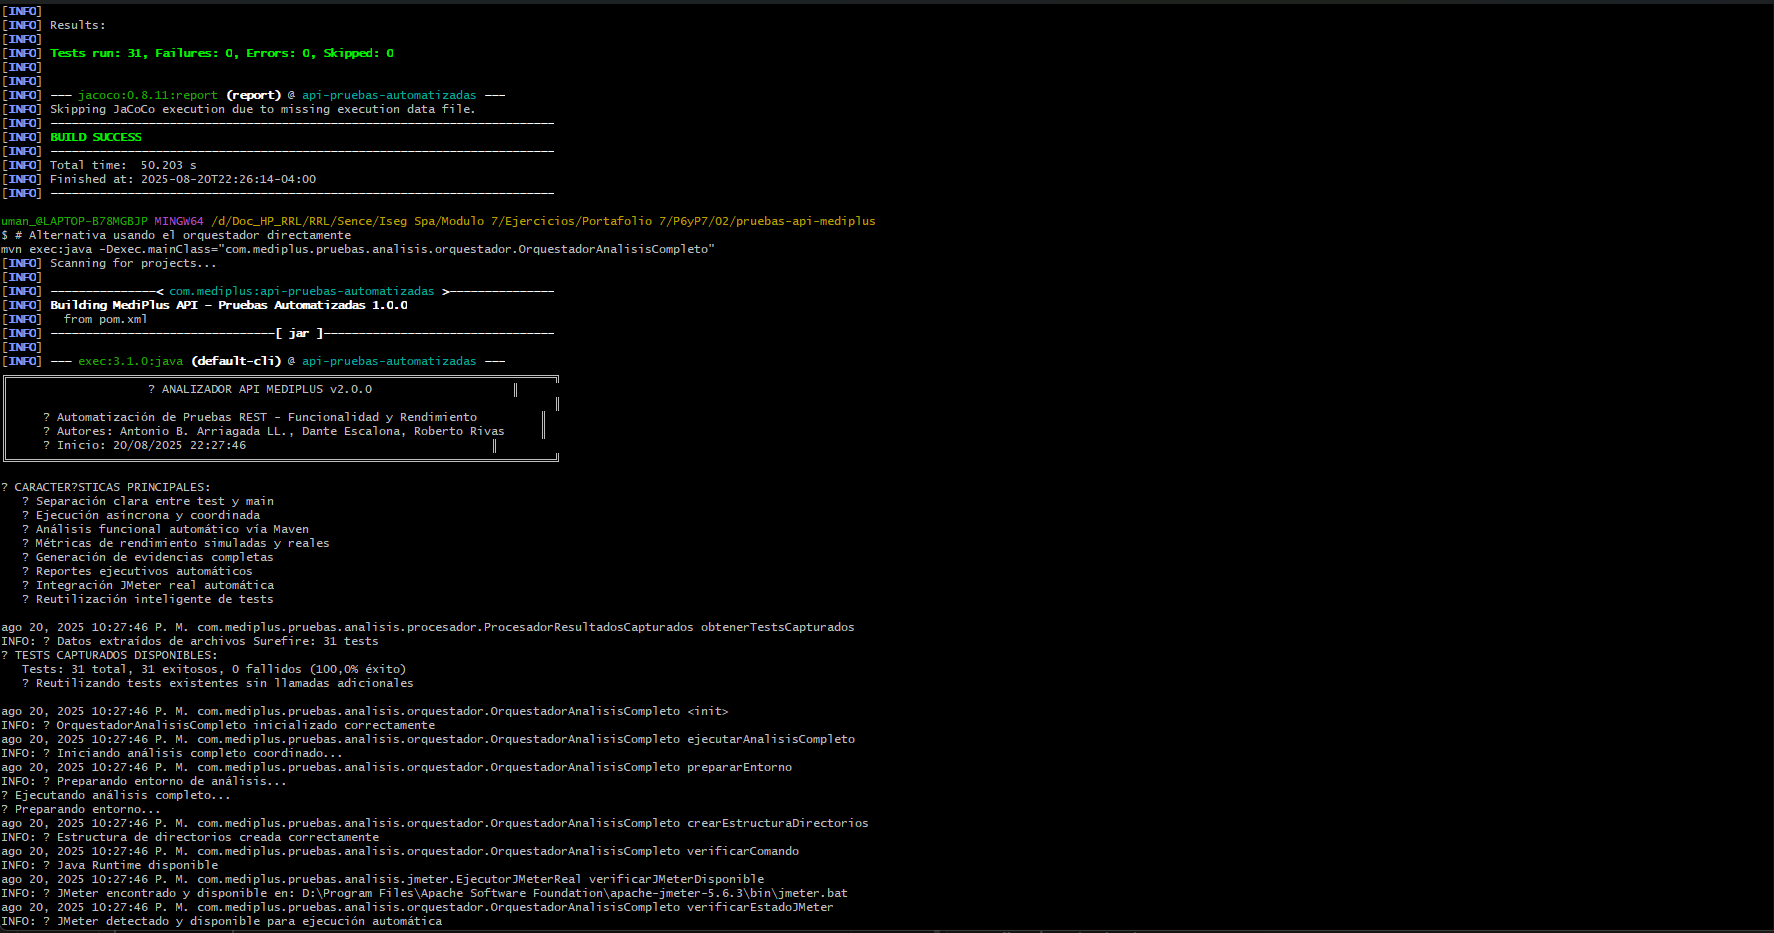 [INFO]
[INFO] Results:
[INFO]
[INFO] Tests run: 31, Failures: 0, Errors: 0, Skipped: 0
[INFO]
[INFO]
[INFO] --- jacoco:0.8.11:report (report) @ api-pruebas-automatizadas ---
[INFO] Skipping JaCoCo execution due to missing execution data file.
[INFO] ------------------------------------------------------------------------
[INFO] BUILD SUCCESS
[INFO] ------------------------------------------------------------------------
[INFO] Total time:  50.203 s
[INFO] Finished at: 2025-08-20T22:26:14-04:00
[INFO] ------------------------------------------------------------------------
uman_@LAPTOP-B78MGBJP MINGW64 /d/Doc_HP_RRL/RRL/Sence/Iseg Spa/Modulo 7/Ejercicios/Portafolio 7/P6yP7/O2/pruebas-api-mediplus
$ # Alternativa usando el orquestador directamente
mvn exec:java -Dexec.mainClass="com.mediplus.pruebas.analisis.orquestador.OrquestadorAnalisisCompleto"
[INFO] Scanning for projects...
[INFO]
[INFO] ---------------< com.mediplus:api-pruebas-automatizadas >---------------
[INFO] Building MediPlus API - Pruebas Automatizadas 1.0.0
[INFO]   from pom.xml
[INFO] --------------------------------[ jar ]---------------------------------
[INFO]
[INFO] --- exec:3.1.0:java (default-cli) @ api-pruebas-automatizadas ---
? ANALIZADOR API MEDIPLUS v2.0.0
? Automatización de Pruebas REST - Funcionalidad y Rendimiento
? Autores: Antonio B. Arriagada LL., Dante Escalona, Roberto Rivas
? Inicio: 20/08/2025 22:27:46
? CARACTER?STICAS PRINCIPALES:
? Separación clara entre test y main
? Ejecución asíncrona y coordinada
? Análisis funcional automático vía Maven
? Métricas de rendimiento simuladas y reales
? Generación de evidencias completas
? Reportes ejecutivos automáticos
? Integración JMeter real automática
? Reutilización inteligente de tests
ago 20, 2025 10:27:46 P. M. com.mediplus.pruebas.analisis.procesador.ProcesadorResultadosCapturados obtenerTestsCapturados
INFO: ? Datos extraídos de archivos Surefire: 31 tests
? TESTS CAPTURADOS DISPONIBLES:
Tests: 31 total, 31 exitosos, 0 fallidos (100,0% éxito)
? Reutilizando tests existentes sin llamadas adicionales
ago 20, 2025 10:27:46 P. M. com.mediplus.pruebas.analisis.orquestador.OrquestadorAnalisisCompleto <init>
INFO: ? OrquestadorAnalisisCompleto inicializado correctamente
ago 20, 2025 10:27:46 P. M. com.mediplus.pruebas.analisis.orquestador.OrquestadorAnalisisCompleto ejecutarAnalisisCompleto
INFO: ? Iniciando análisis completo coordinado...
ago 20, 2025 10:27:46 P. M. com.mediplus.pruebas.analisis.orquestador.OrquestadorAnalisisCompleto prepararEntorno
INFO: ? Preparando entorno de análisis...
? Ejecutando análisis completo...
? Preparando entorno...
ago 20, 2025 10:27:46 P. M. com.mediplus.pruebas.analisis.orquestador.OrquestadorAnalisisCompleto crearEstructuraDirectorios
INFO: ? Estructura de directorios creada correctamente
ago 20, 2025 10:27:46 P. M. com.mediplus.pruebas.analisis.orquestador.OrquestadorAnalisisCompleto verificarComando
INFO: ? Java Runtime disponible
ago 20, 2025 10:27:46 P. M. com.mediplus.pruebas.analisis.jmeter.EjecutorJMeterReal verificarJMeterDisponible
INFO: ? JMeter encontrado y disponible en: D:\Program Files\Apache Software Foundation\apache-jmeter-5.6.3\bin\jmeter.bat
ago 20, 2025 10:27:46 P. M. com.mediplus.pruebas.analisis.orquestador.OrquestadorAnalisisCompleto verificarEstadoJMeter
INFO: ? JMeter detectado y disponible para ejecución automática